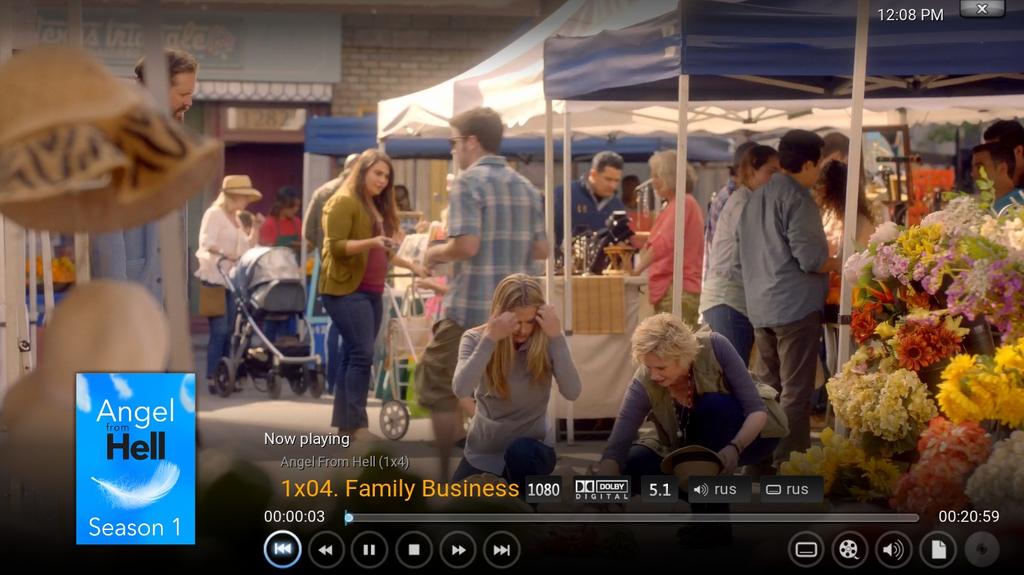 12:08 PM
1282
Angel
from
Hell
Season 1
Now playing
Angel From Hell (1x4)
1x04. Family Business
1080
DOLBY
DIGITAL
5.1
rus
rus
00:00:03
00:20:59